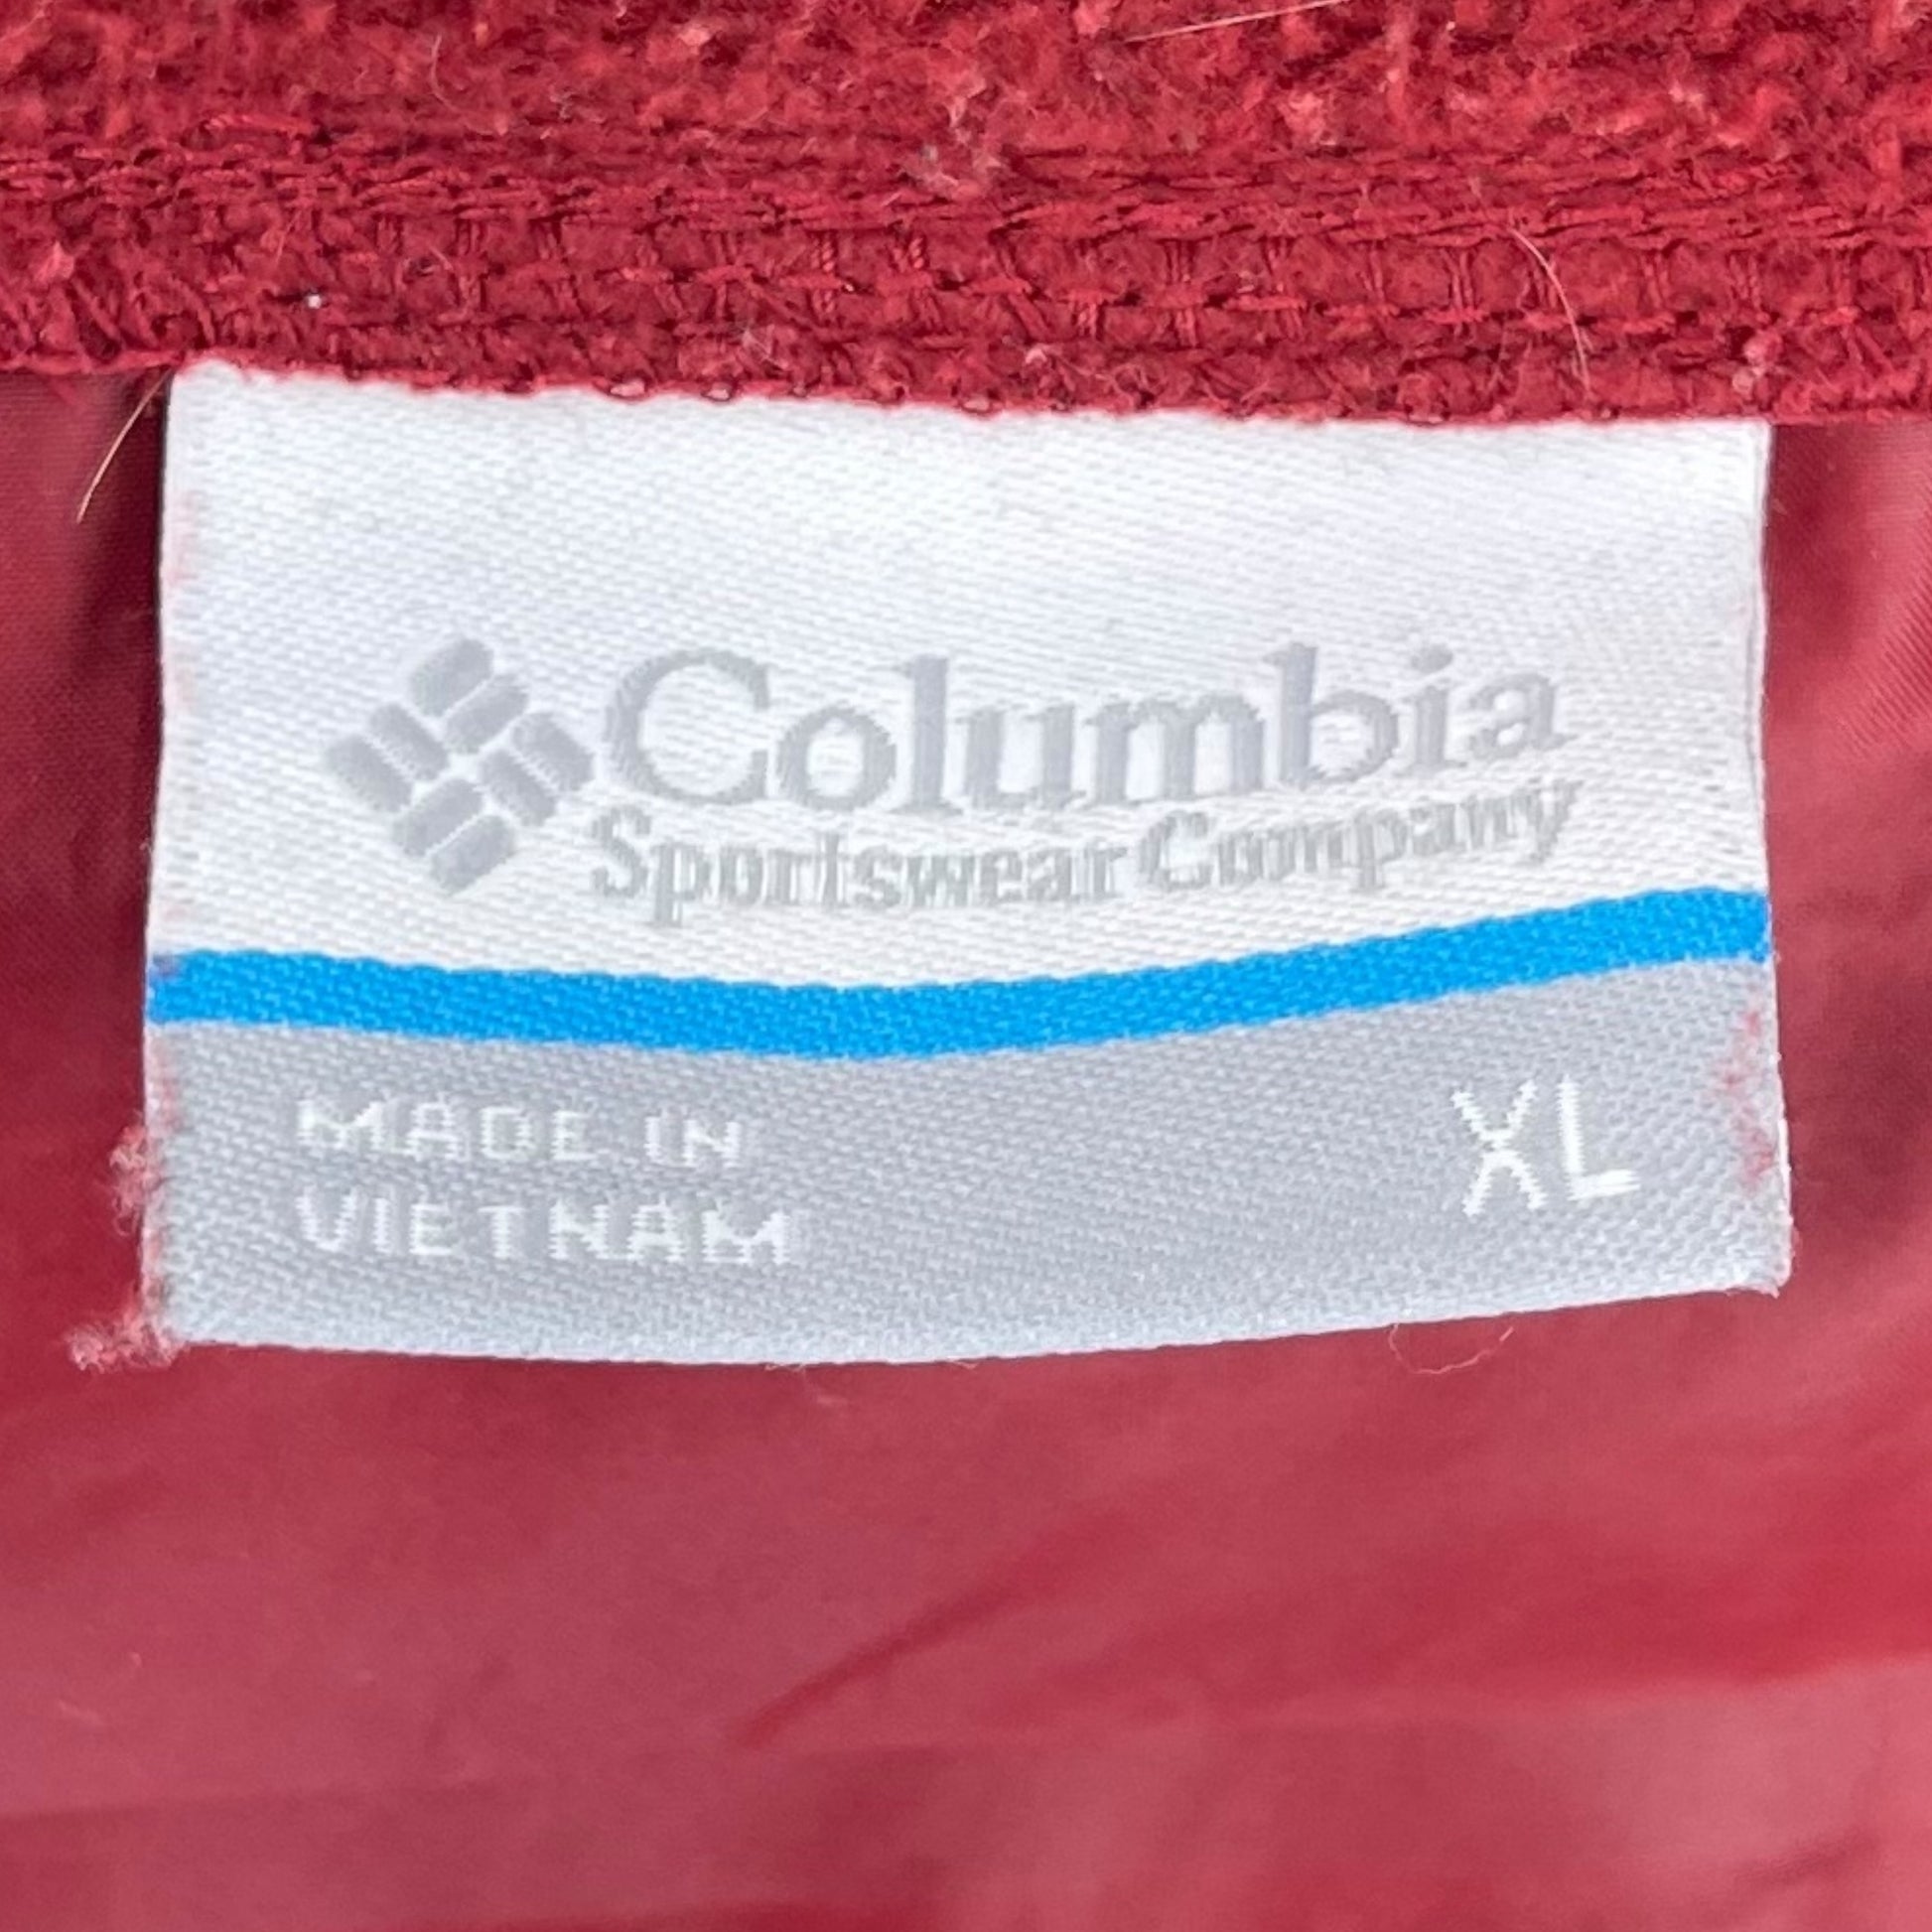 Columbia
Sportswear Company
MADE IN
VIETNAM
XL